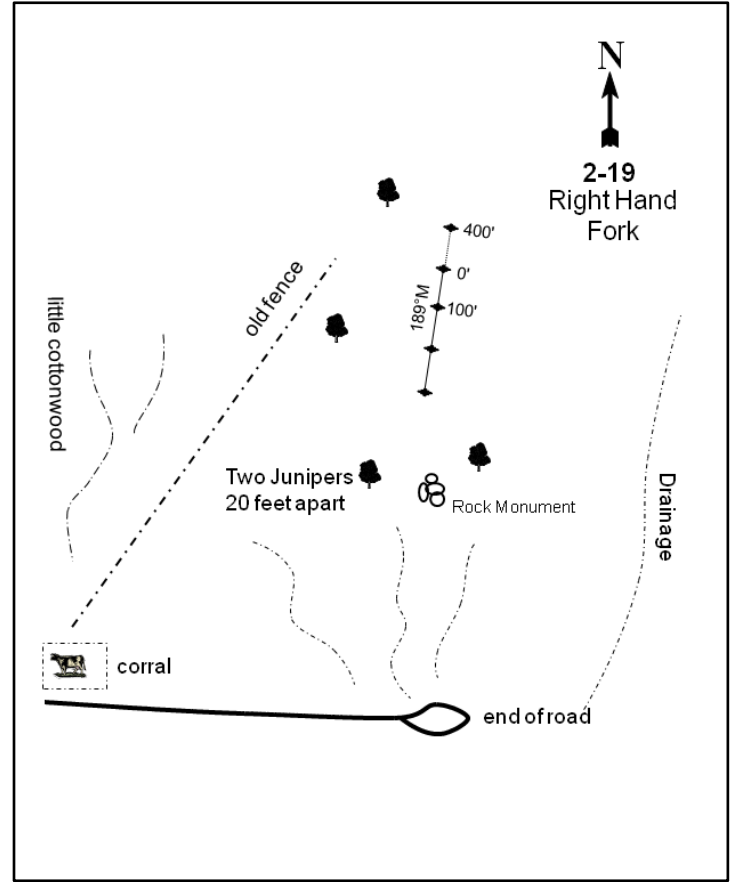 N
2-19
Right Hand
Fork
400'
0'
189°M
100'
old fence
little cottonwood
Two Junipers
20 feet apart
Rock Monument
Drainage
corral
end of road